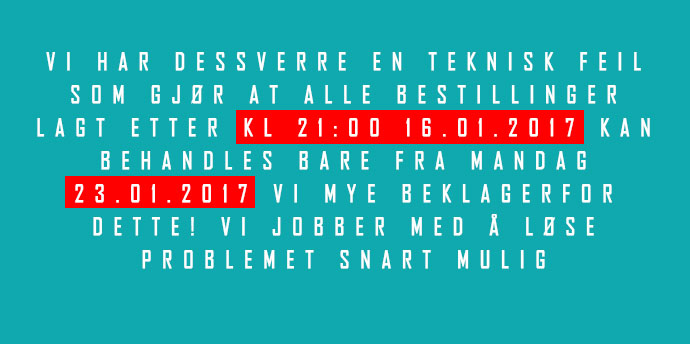 VI HAR DESSVERRE EN TEKNISK FEIL
SOM GJØR AT ALLE BESTILLINGER
LAGT ETTER KL 21:00 16.01.2017 KAN
BEHANDLES BARE FRA MANDAG
23.01.2017 VI MYE BEKLAGERFOR
DETTE! VI JOBBER MED Å LØSE
PROBLEMET SNART MULIG